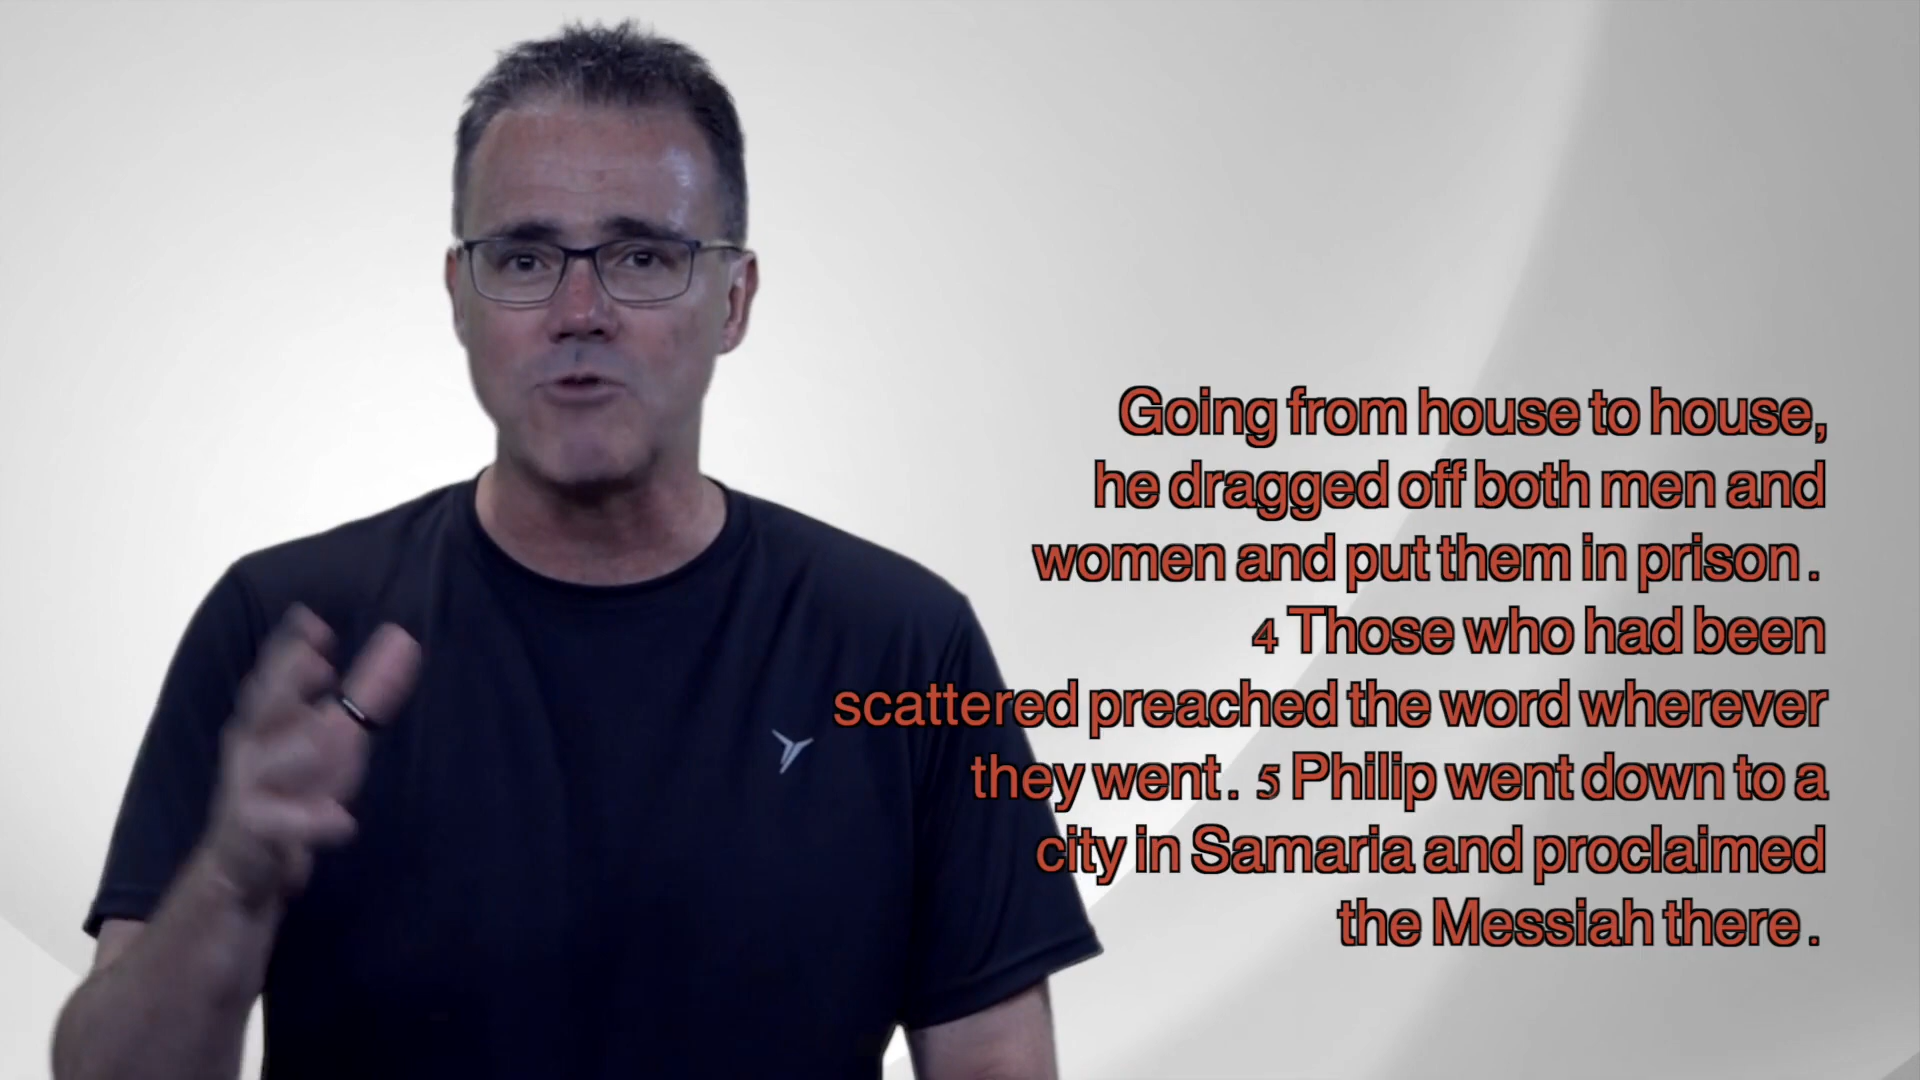 Going from house to house,
he dragged off both men and
women and put them in prison.
4 Those who had been
scattered preached the word wherever
they went. 5 Philip went down to a
city in Samaria and proclaimed
the Messiah there.